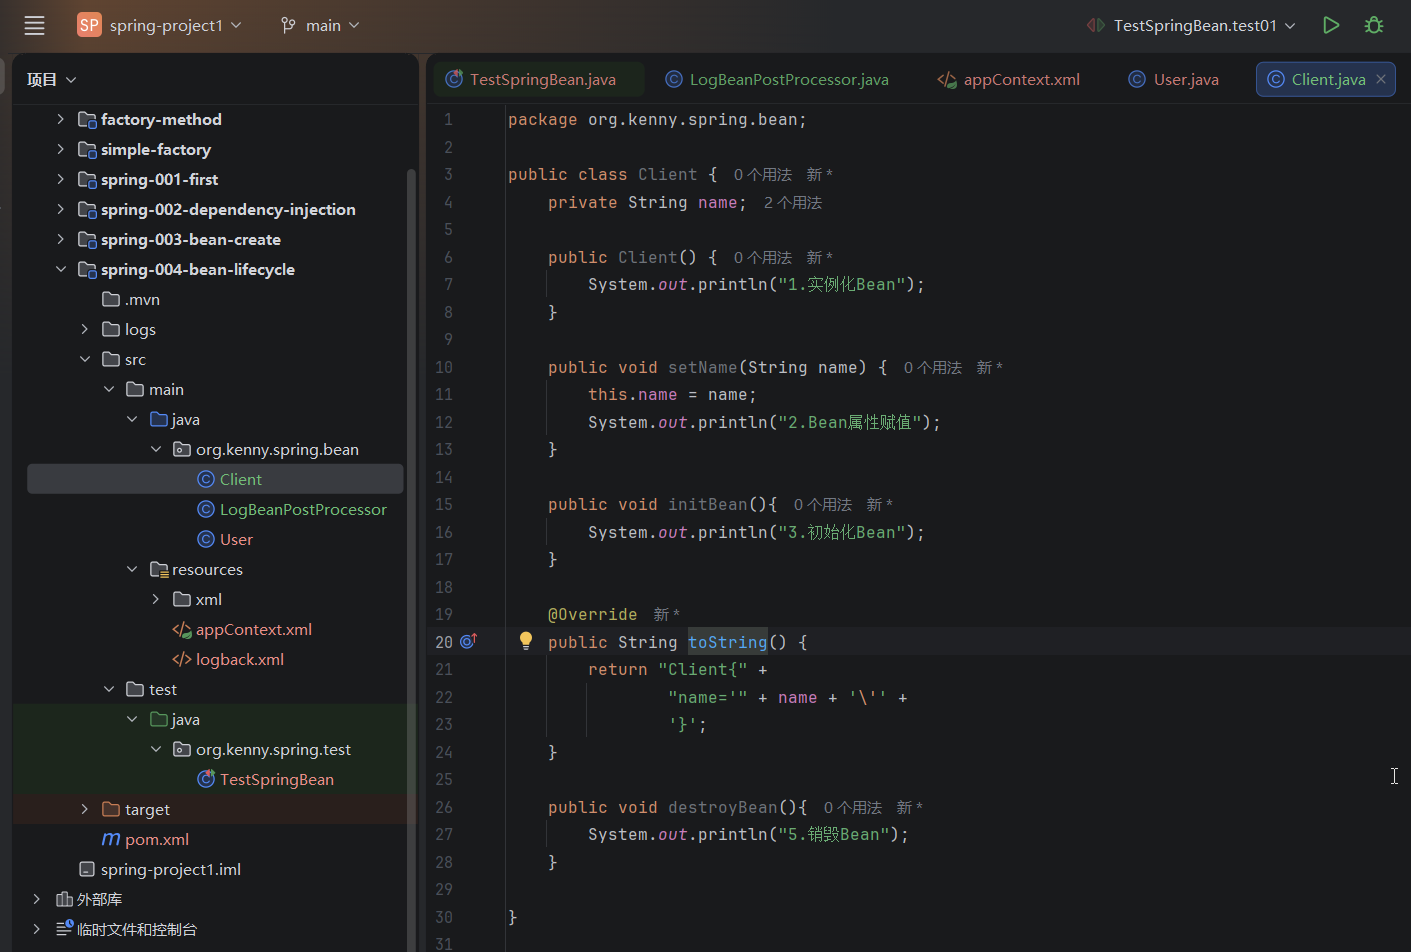 SP spring-project1 main TestSpringBean.test01
项目
factory-method
simple-factory
spring-001-first
spring-002-dependency-injection
spring-003-bean-create
spring-004-bean-lifecycle
.mvn
logs
src
main
java
org.kenny.spring.bean
Client
LogBeanPostProcessor
User
resources
xml
appContext.xml
logback.xml
test
java
org.kenny.spring.test
TestSpringBean
target
pom.xml
spring-project1.iml
外部库
临时文件和控制台
TestSpringBean.java LogBeanPostProcessor.java appContext.xml User.java Client.java
1 package org.kenny.spring.bean;
2
3 public class Client { 0个用法 新*
4 private String name; 2个用法
5
6 public Client() { 0个用法 新*
7 System.out.println("1.实例化Bean");
8 }
9
10 public void setName(String name) { 0个用法 新*
11 this.name = name;
12 System.out.println("2.Bean属性赋值");
13 }
14
15 public void initBean(){ 0个用法 新*
16 System.out.println("3.初始化Bean");
17 }
18
19 @Override 新*
20 public String toString() {
21 return "Client{" +
22 "name='" + name + '\'' +
23 '}';
24 }
25
26 public void destroyBean(){ 0个用法 新*
27 System.out.println("5.销毁Bean");
28 }
29
30 }
31